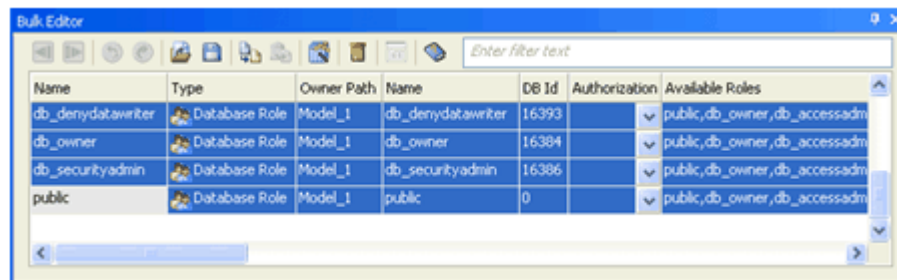 Bulk Editor
Enter filter text
Name Type Owner Path Name DB Id Authorization Available Roles
db_denydatawriter Database Role Model_1 db_denydatawriter 16393 public,db_owner,db_accessadm
db_owner Database Role Model_1 db_owner 16384 public,db_owner,db_accessadm
db_securityadmin Database Role Model_1 db_securityadmin 16386 public,db_owner,db_accessadm
public Database Role Model_1 public 0 public,db_owner,db_accessadm